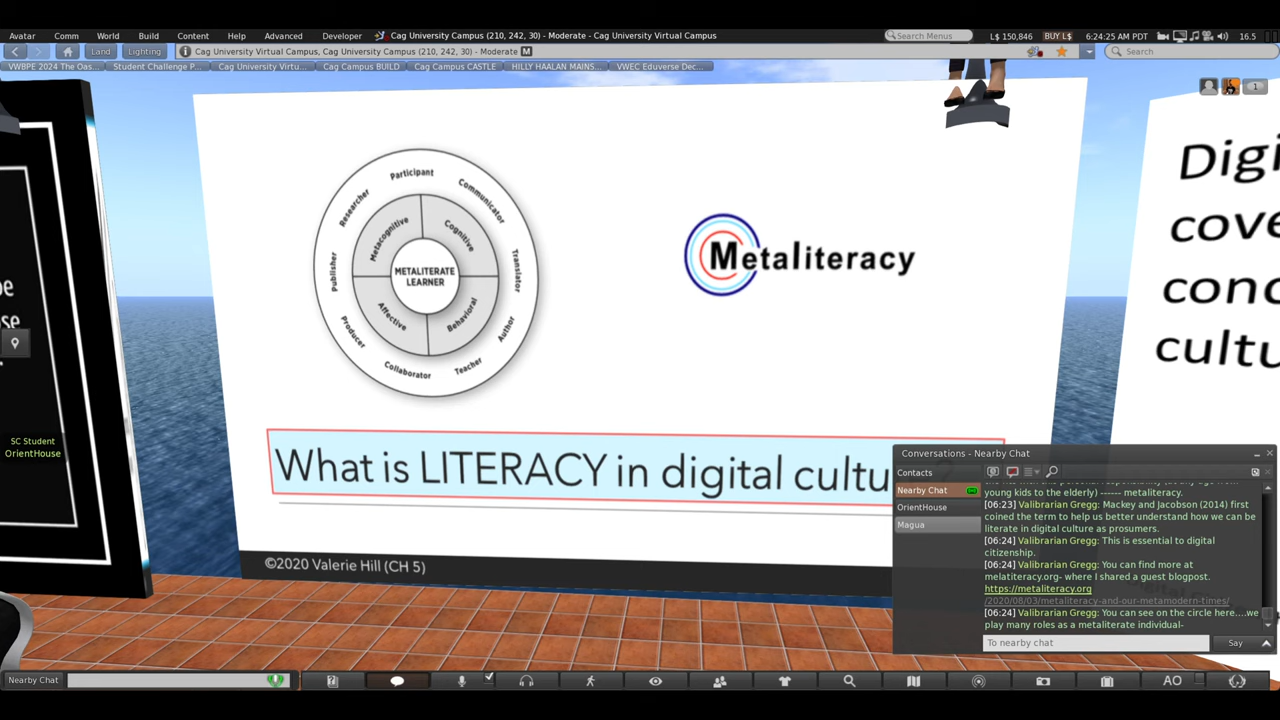 Avatar Comm World Build Content Help Advanced Developer Cag University Virtual Campus (210, 242, 30) - Moderate - Cag University Virtual Campus Search Menus L$ 150,846 BUY L$ 6:24:25 AM PDT 16.5
Land Lighting Cag University Virtual Campus, Cag University Campus (210, 242, 30) - Moderate M Search
VWBPE 2024 The Oas... Student Challenge P... Cag University Virtu... Cag Campus BUILD Cag Campus CASTLE HILLY HAALAN MAINS... VWEC Eduverse Dec...
1
Participant
Communicator
Translator
Author
Teacher
Collaborator
Producer
Publisher
Researcher
Metacognitive
Cognitive
Behavioral
Affective
METALITERATE
LEARNER
Metaliteracy
What is LITERACY in digital cultu
©2020 Valerie Hill (CH 5)
SC Student
OrientHouse
Conversations - Nearby Chat
Contacts
Nearby Chat
OrientHouse
Magua
young kids to the elderly) ------ metaliteracy.
[06:23] Valibrarian Gregg: Mackey and Jacobson (2014) first
coined the term to help us better understand how we can be
literate in digital culture as prosumers.
[06:24] Valibrarian Gregg: This is essential to digital
citizenship.
[06:24] Valibrarian Gregg: You can find more at
melatiteracy.org- where I shared a guest blogpost.
https://metaliteracy.org
/2020/08/03/metaliteracy-and-our-metamodern-times/
[06:24] Valibrarian Gregg: You can see on the circle here....we
play many roles as a metaliterate individual-
To nearby chat Say
Nearby Chat AO